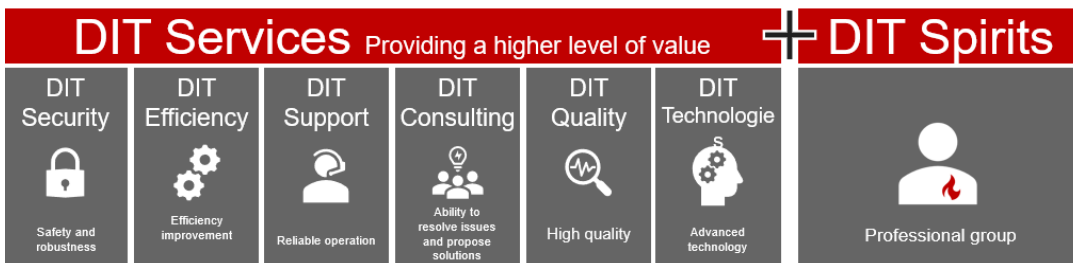 DIT Services Providing a higher level of value + DIT Spirits
DIT
Security
Safety and
robustness
DIT
Efficiency
Efficiency
improvement
DIT
Support
Reliable operation
DIT
Consulting
Ability to
resolve issues
and propose
solutions
DIT
Quality
High quality
DIT
Technologie
s
Advanced
technology
Professional group